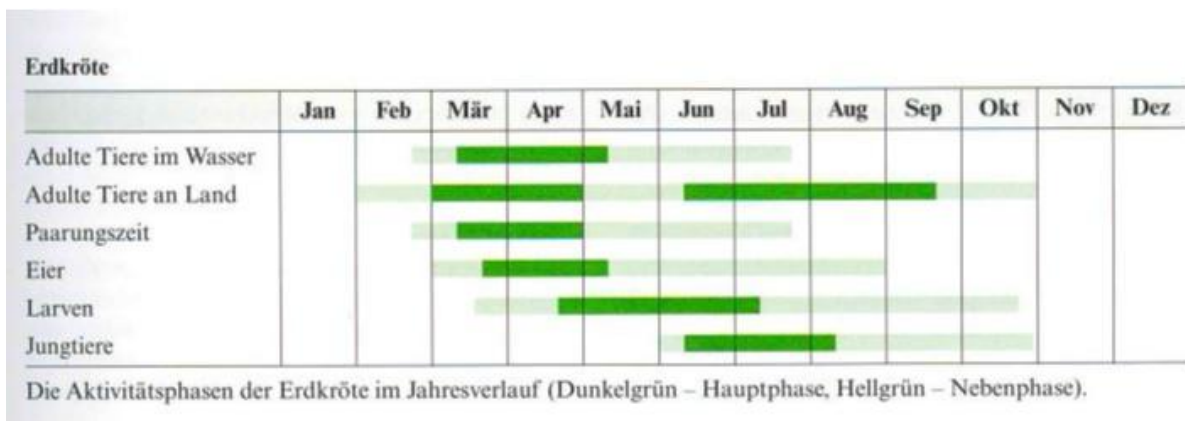 Erdkröte
Jan Feb Mär Apr Mai Jun Jul Aug Sep Okt Nov Dez
Adulte Tiere im Wasser
Adulte Tiere an Land
Paarungszeit
Eier
Larven
Jungtiere
Die Aktivitätsphasen der Erdkröte im Jahresverlauf (Dunkelgrün – Hauptphase, Hellgrün – Nebenphase).